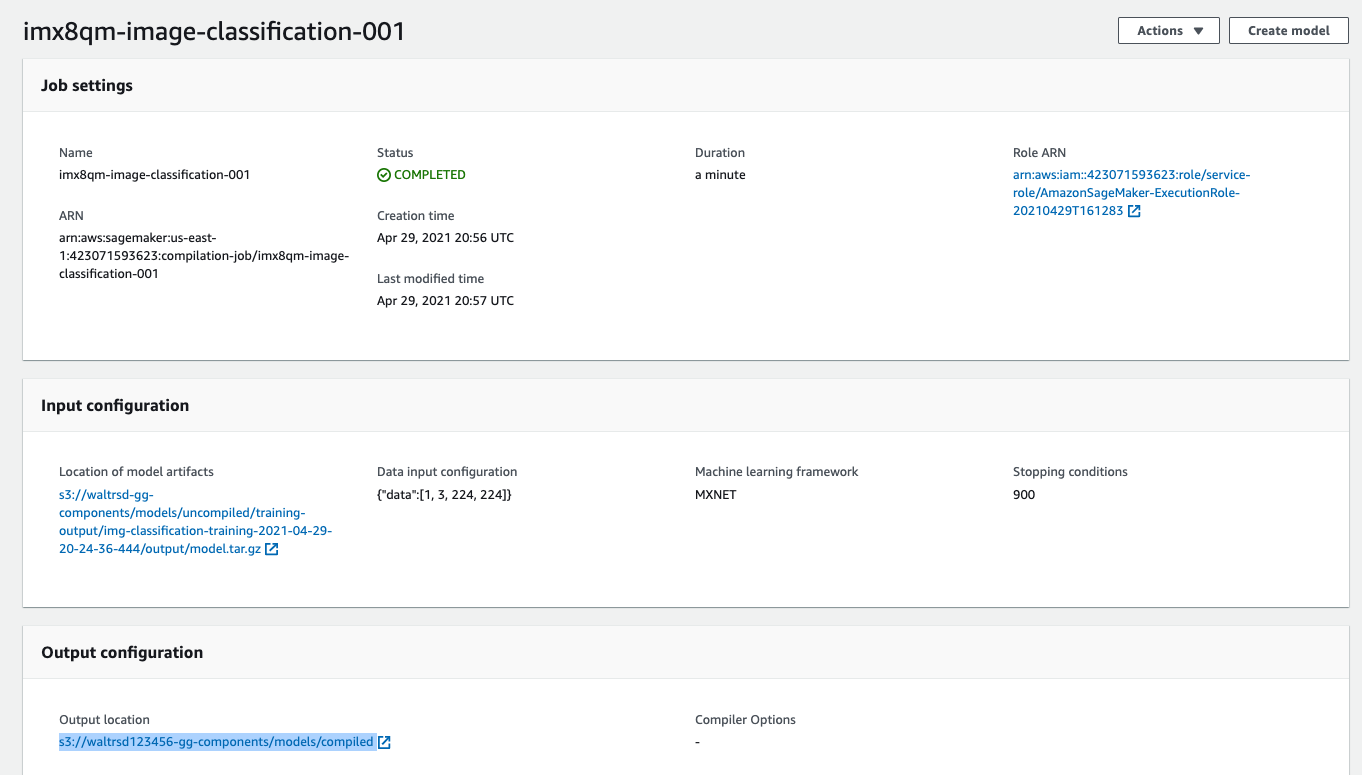 imx8qm-image-classification-001
Actions
Create model
Job settings
Name
imx8qm-image-classification-001
ARN
arn:aws:sagemaker:us-east-
1:423071593623:compilation-job/imx8qm-image-
classification-001
Status
COMPLETED
Creation time
Apr 29, 2021 20:56 UTC
Last modified time
Apr 29, 2021 20:57 UTC
Duration
a minute
Role ARN
arn:aws:iam::423071593623:role/service-
role/AmazonSageMaker-ExecutionRole-
20210429T161283
Input configuration
Location of model artifacts
s3://waltrsd-gg-
components/models/uncompiled/training-
output/img-classification-training-2021-04-29-
20-24-36-444/output/model.tar.gz
Data input configuration
{"data":[1, 3, 224, 224]}
Machine learning framework
MXNET
Stopping conditions
900
Output configuration
Output location
s3://waltrsd123456-gg-components/models/compiled
Compiler Options
-